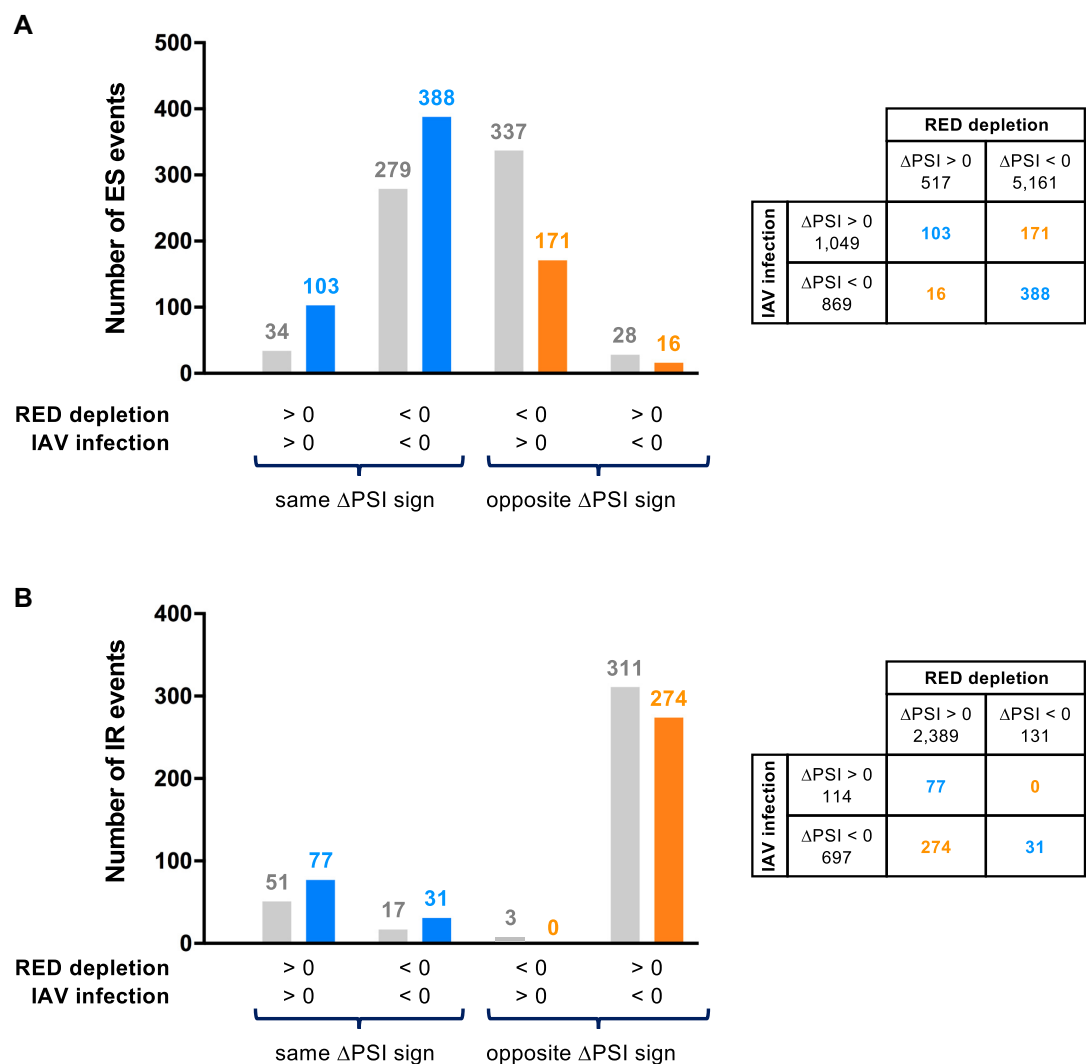 A
500
400
300
200
100
0
Number of ES events
34
103
279
388
337
171
28
16
RED depletion > 0 < 0 < 0 > 0
IAV infection > 0 < 0 > 0 < 0
same ΔPSI sign opposite ΔPSI sign
RED depletion
ΔPSI > 0 ΔPSI < 0
517 5,161
IAV infection
ΔPSI > 0
1,049
103 171
ΔPSI < 0
869
16 388
B
400
300
200
100
0
Number of IR events
51
77
17
31
3
0
311
274
RED depletion > 0 < 0 < 0 > 0
IAV infection > 0 < 0 > 0 < 0
same ΔPSI sign opposite ΔPSI sign
RED depletion
ΔPSI > 0 ΔPSI < 0
2,389 131
IAV infection
ΔPSI > 0
114
77 0
ΔPSI < 0
697
274 31